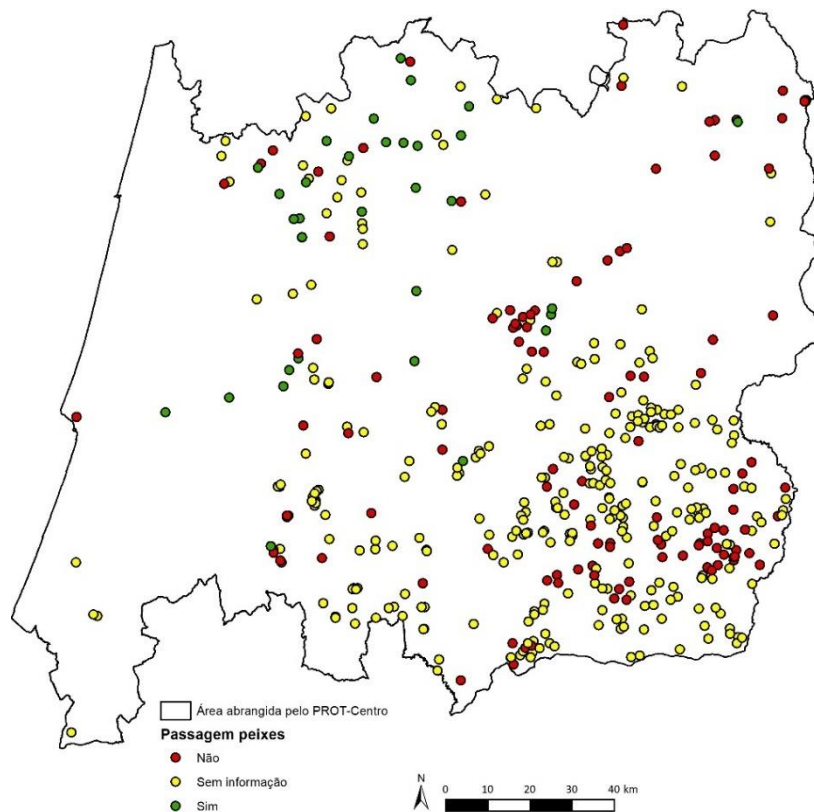 Área abrangida pelo PROT-Centro
Passagem peixes
Não
Sem informação
Sim
N
0 10 20 30 40 km